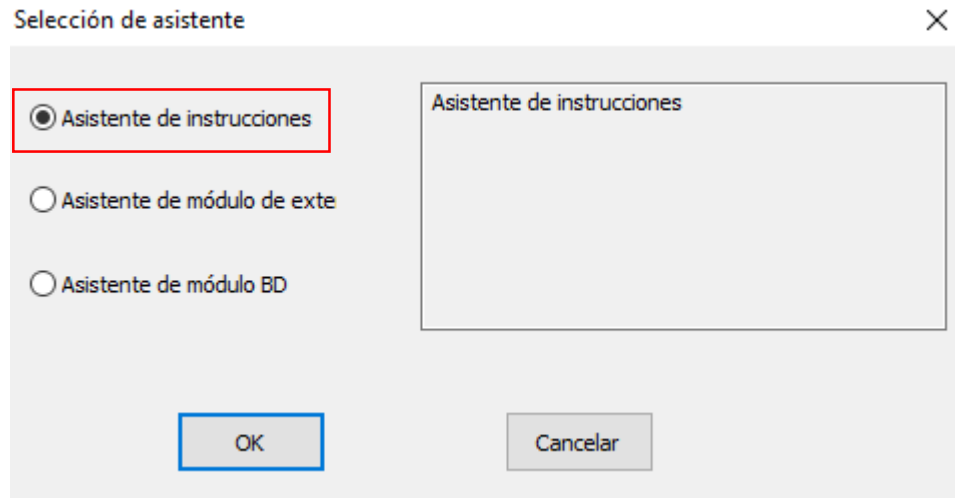 Selección de asistente
Asistente de instrucciones
Asistente de instrucciones
Asistente de módulo de exte
Asistente de módulo BD
OK
Cancelar